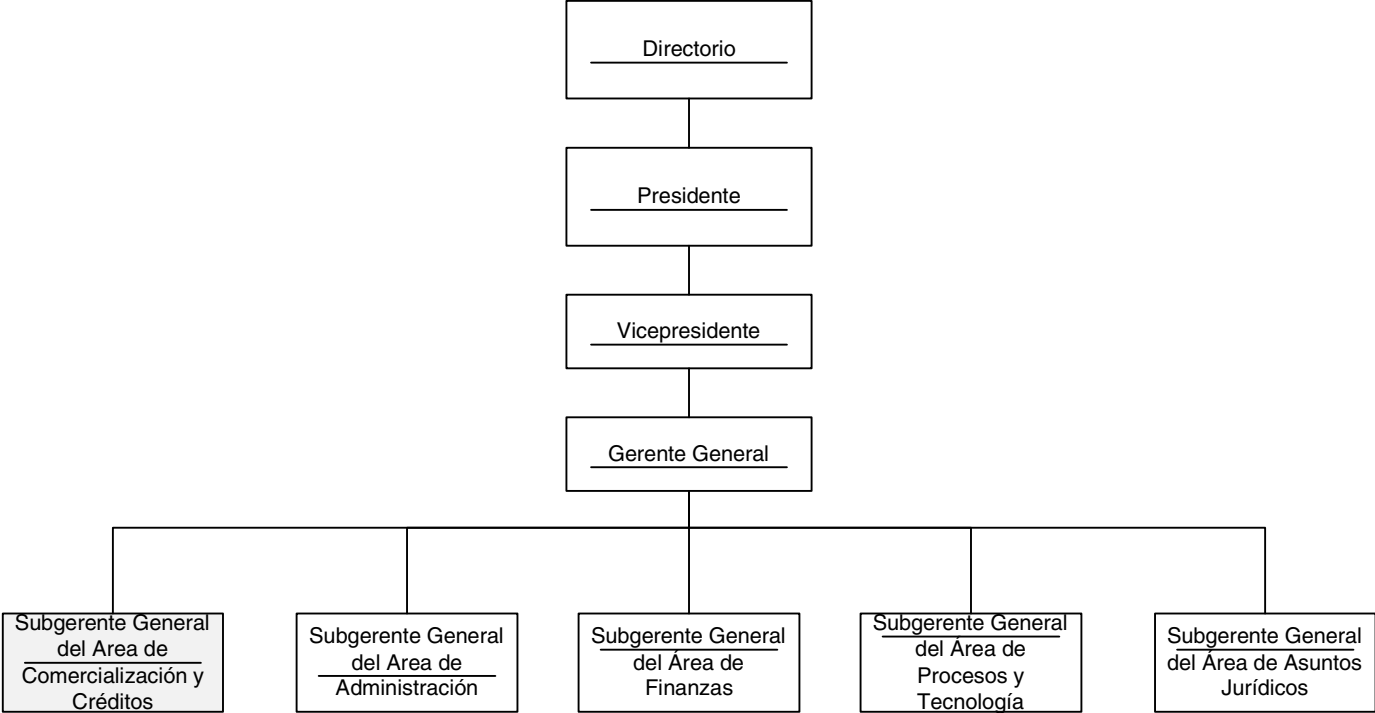 Directorio
Presidente
Vicepresidente
Gerente General
Subgerente General
del Area de
Comercialización y
Créditos
Subgerente General
del Area de
Administración
Subgerente General
del Área de
Finanzas
Subgerente General
del Área de
Procesos y
Tecnología
Subgerente General
del Área de Asuntos
Jurídicos